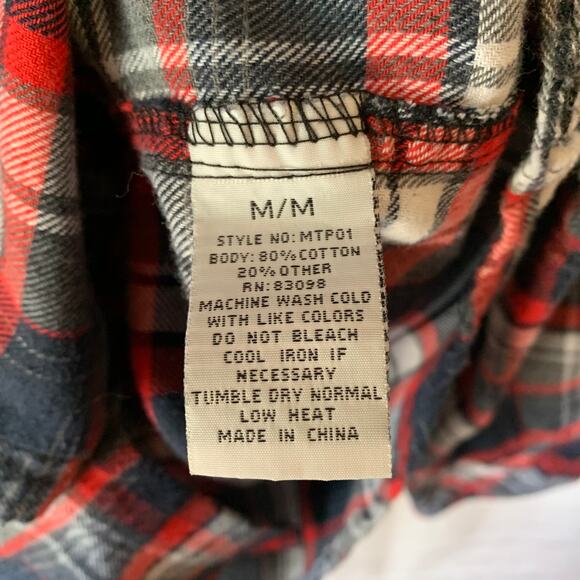 M/M
STYLE NO: MTP01
BODY: 80% COTTON
20% OTHER
RN: 83098
MACHINE WASH COLD
WITH LIKE COLORS
DO NOT BLEACH
COOL IRON IF
NECESSARY
TUMBLE DRY NORMAL
LOW HEAT
MADE IN CHINA